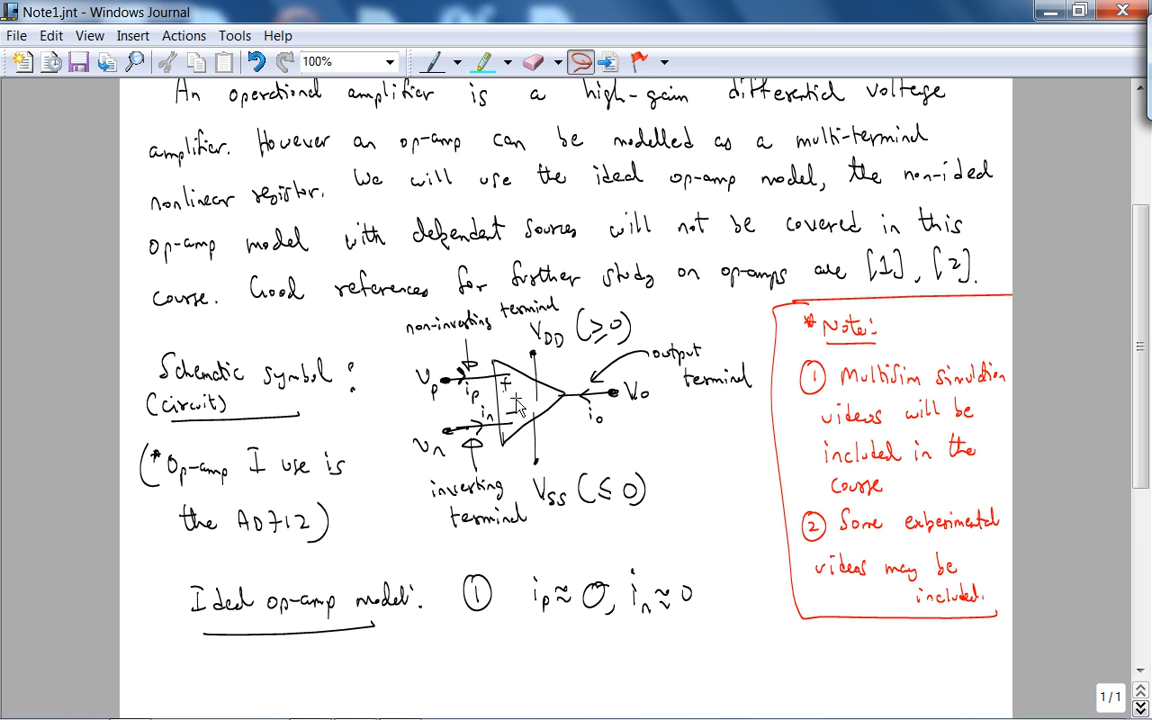 Note1.jnt - Windows Journal
File Edit View Insert Actions Tools Help
100%
An operational amplifier is a high-gain differential voltage
amplifier. However an op-amp can be modelled as a multi-terminal
nonlinear resistor. We will use the ideal op-amp model, the non-ideal
op-amp model with dependent sources will not be covered in this
course. Good references for further study on op-amps are [1], [2].
non-inverting terminal
VDD (≥0)
output
terminal
Schematic symbol:
(circuit)
vp
ip
+
vo
io
in
-
vn
inverting
terminal
VSS (≤ 0)
(*Op-amp I use is
the AD712)
Ideal op-amp model: ① ip ≈ 0, in ≈ 0
* Note:
① Multisim simulation
videos will be
included in the
course
② Some experimental
videos may be
included.
1 / 1